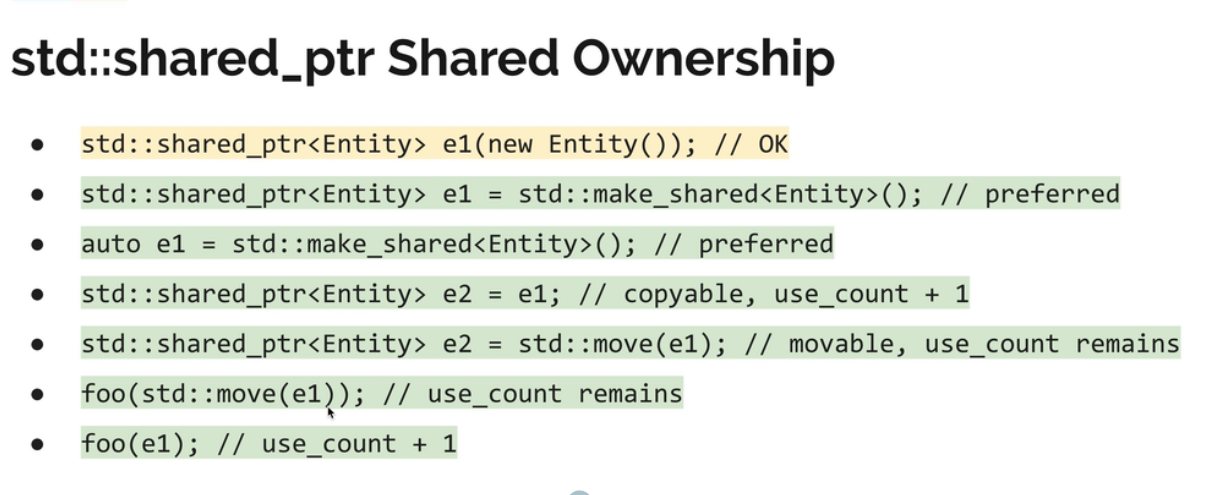 std::shared_ptr Shared Ownership
● std::shared_ptr<Entity> e1(new Entity()); // OK
● std::shared_ptr<Entity> e1 = std::make_shared<Entity>(); // preferred
● auto e1 = std::make_shared<Entity>(); // preferred
● std::shared_ptr<Entity> e2 = e1; // copyable, use_count + 1
● std::shared_ptr<Entity> e2 = std::move(e1); // movable, use_count remains
● foo(std::move(e1)); // use_count remains
● foo(e1); // use_count + 1